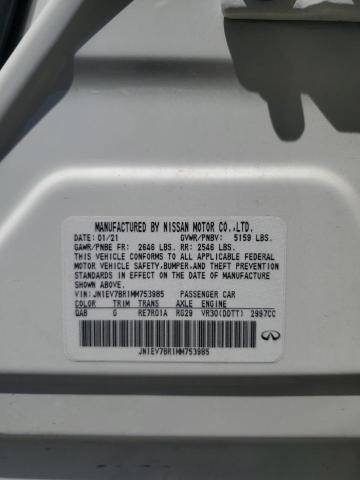 MANUFACTURED BY NISSAN MOTOR CO.,LTD.
DATE: 01/21 GVWR/PNBV: 5159 LBS.
GAWR/PNBE FR: 2646 LBS. RR: 2546 LBS.
THIS VEHICLE CONFORMS TO ALL APPLICABLE FEDERAL
MOTOR VEHICLE SAFETY,BUMPER,AND THEFT PREVENTION
STANDARDS IN EFFECT ON THE DATE OF MANUFACTURE
SHOWN ABOVE.
VIN: JN1EV7BR1MM753985 PASSENGER CAR
COLOR TRIM TRANS AXLE ENGINE
QAB G RE7R01A RG29 VR30(DDTT) 2997CC
JN1EV7BR1MM753985